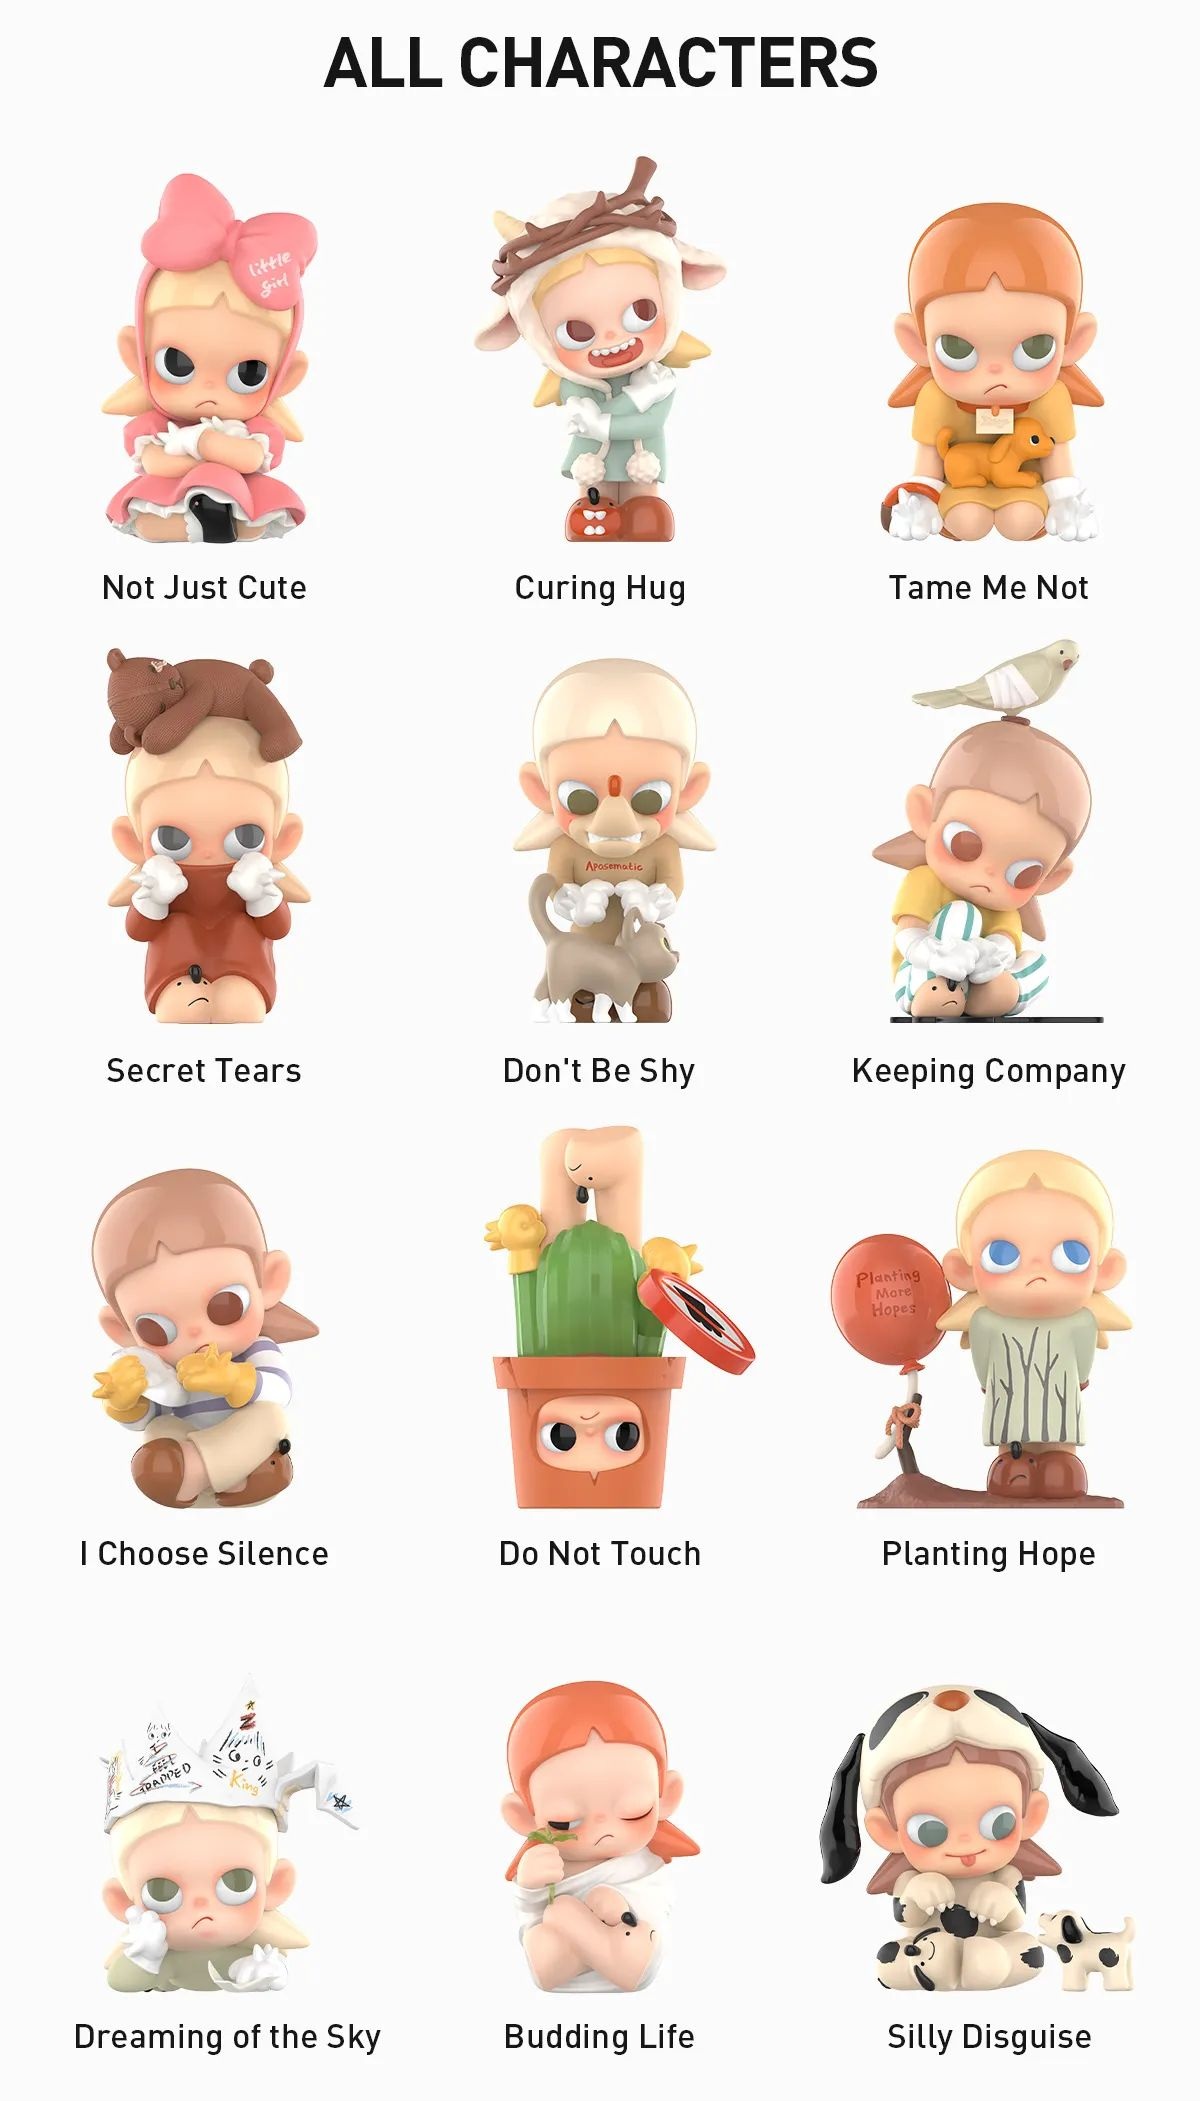 ALL CHARACTERS
little
girl
Not Just Cute
Curing Hug
Tame Me Not
Aposematic
Secret Tears
Don't Be Shy
Keeping Company
Planting
More
Hopes
I Choose Silence
Do Not Touch
Planting Hope
FEEL
TRAPPED
King
Dreaming of the Sky
Budding Life
Silly Disguise